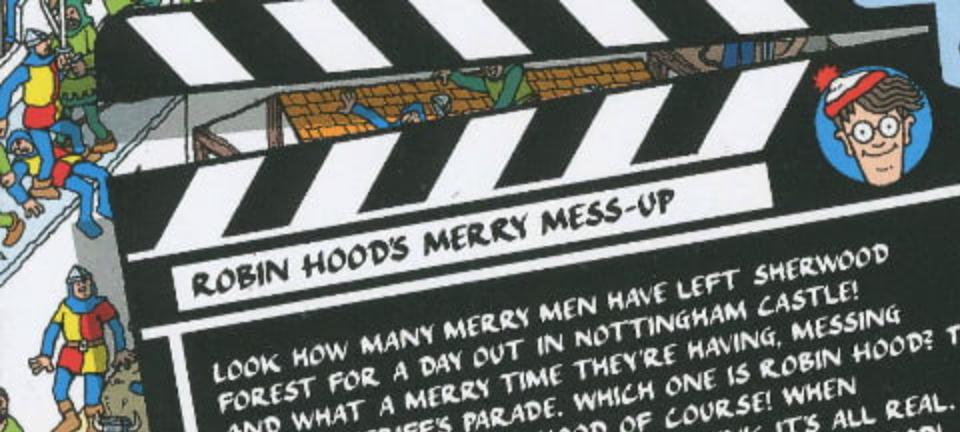 ROBIN HOOD'S MERRY MESS-UP
LOOK HOW MANY MERRY MEN HAVE LEFT SHERWOOD
FOREST FOR A DAY OUT IN NOTTINGHAM CASTLE!
AND WHAT A MERRY TIME THEY'RE HAVING, MESSING
PARADE. WHICH ONE IS ROBIN HOOD?
OF COURSE! WHEN
IT'S ALL REAL.